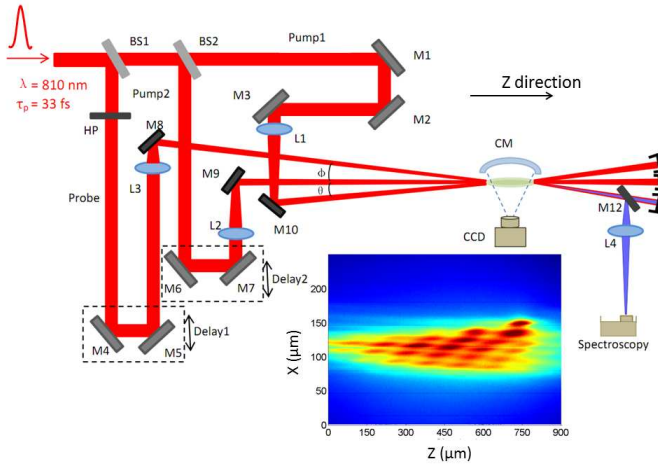 BS1
BS2
Pump1
M1
λ = 810 nm
τp = 33 fs
Pump2
M3
M2
Z direction
HP
M8
L1
CM
Probe
L3
M9
Φ
θ
M10
M12
L2
CCD
L4
M6
M7
Delay2
M4
M5
Delay1
Spectroscopy
X (μm)
250
200
150
100
50
0
0
150
300
450
600
750
900
Z (μm)